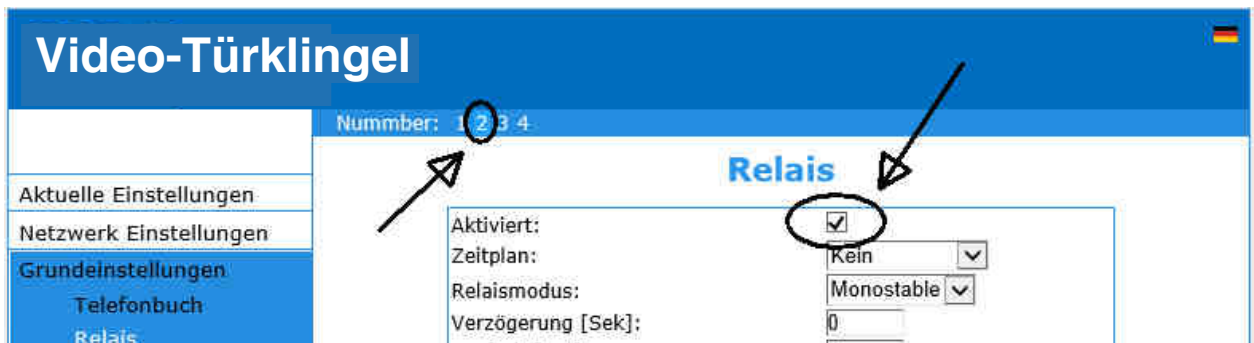 Video-Türklingel
Nummber: 1 2 3 4
Relais
Aktuelle Einstellungen
Netzwerk Einstellungen
Grundeinstellungen
Telefonbuch
Relais
Aktiviert:
Zeitplan: Kein
Relaismodus: Monostable
Verzögerung [Sek]: 0